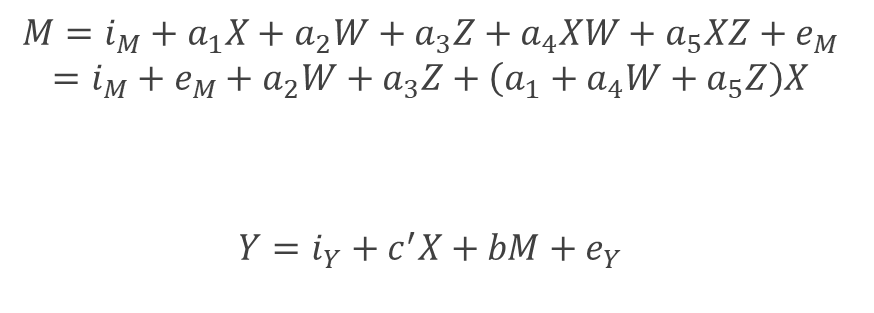 M = i_M + a_1X + a_2W + a_3Z + a_4XW + a_5XZ + e_M
= i_M + e_M + a_2W + a_3Z + (a_1 + a_4W + a_5Z)X
Y = i_Y + c'X + bM + e_Y